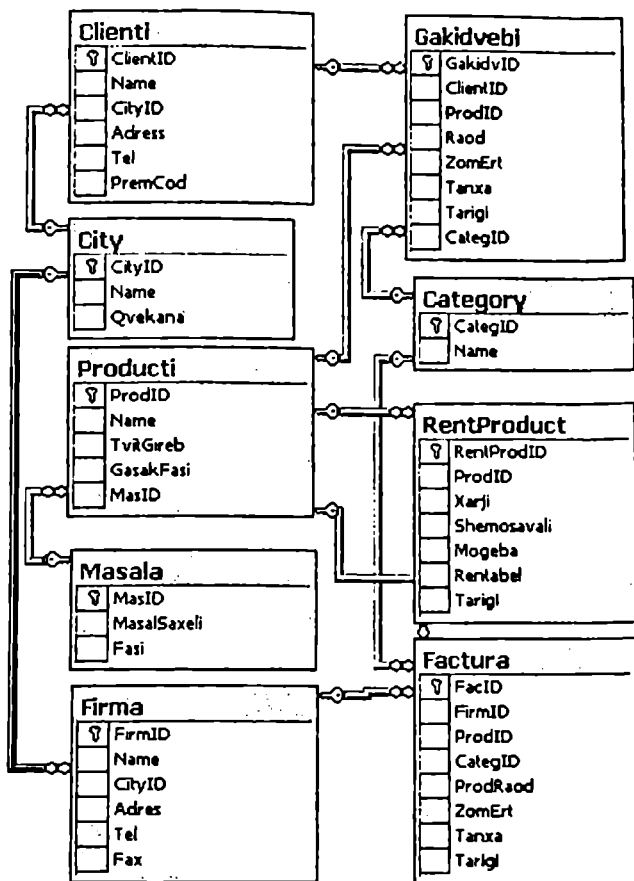 Clienti
ClientID
Name
CityID
Adress
Tel
PremCod
City
CityID
Name
Qvekana
Producti
ProdID
Name
TvitGireb
GasakFasi
MasID
Masala
MasID
MasalSaxeli
Fasi
Firma
FirmID
Name
CityID
Adres
Tel
Fax
Gakidvebi
GakidvID
ClientID
ProdID
Raod
ZomErt
Tanxa
Tarigi
CategID
Category
CategID
Name
RentProduct
RentProdID
ProdID
Xarji
Shemosavali
Mogeba
Rentabel
Tarigi
Factura
FacID
FirmID
ProdID
CategID
ProdRaod
ZomErt
Tanxa
Tarigi